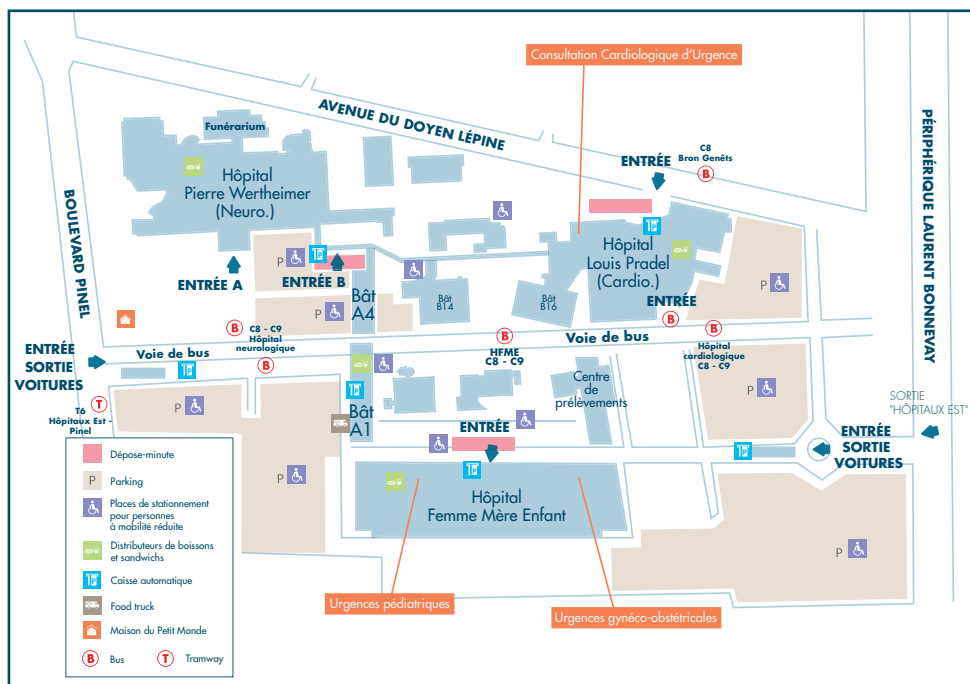 Consultation Cardiologique d'Urgence
AVENUE DU DOYEN LÉPINE
PÉRIPHÉRIQUE LAURENT BONNEVAY
BOULEVARD PINEL
Funérarium
C8
Bron Genêts
B
ENTRÉE
Hôpital
Pierre Wertheimer
(Neuro.)
Hôpital
Louis Pradel
(Cardio.)
P
ENTRÉE A
ENTRÉE B
P
Bât
A4
Bât
B14
Bât
B16
ENTRÉE
P
P
B
C8 - C9
Hôpital
neurologique
B
B
HFME
C8 - C9
B
B
Hôpital
cardiologique
C8 - C9
Voie de bus
Voie de bus
ENTRÉE
SORTIE
VOITURES
T
T6
Hôpitaux Est -
Pinel
P
Bât
A1
Centre
de
prélèvements
P
SORTIE
"HÔPITAUX EST"
ENTRÉE
SORTIE
VOITURES
ENTRÉE
P
Hôpital
Femme Mère Enfant
P
Urgences pédiatriques
Urgences gynéco-obstétricales
Dépose-minute
P
Parking
Places de stationnement
pour personnes
à mobilité réduite
Distributeurs de boissons
et sandwichs
Caisse automatique
Food truck
Maison du Petit Monde
B Bus T Tramway